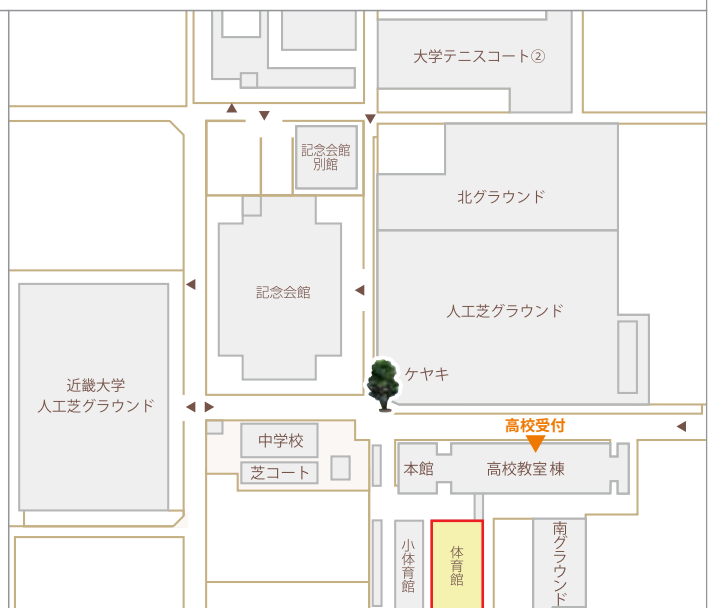 大学テニスコート②
記念会館
別館
北グラウンド
記念会館
人工芝グラウンド
ケヤキ
近畿大学
人工芝グラウンド
高校受付
中学校
芝コート
本館
高校教室棟
小体育館
体育館
南グラウンド